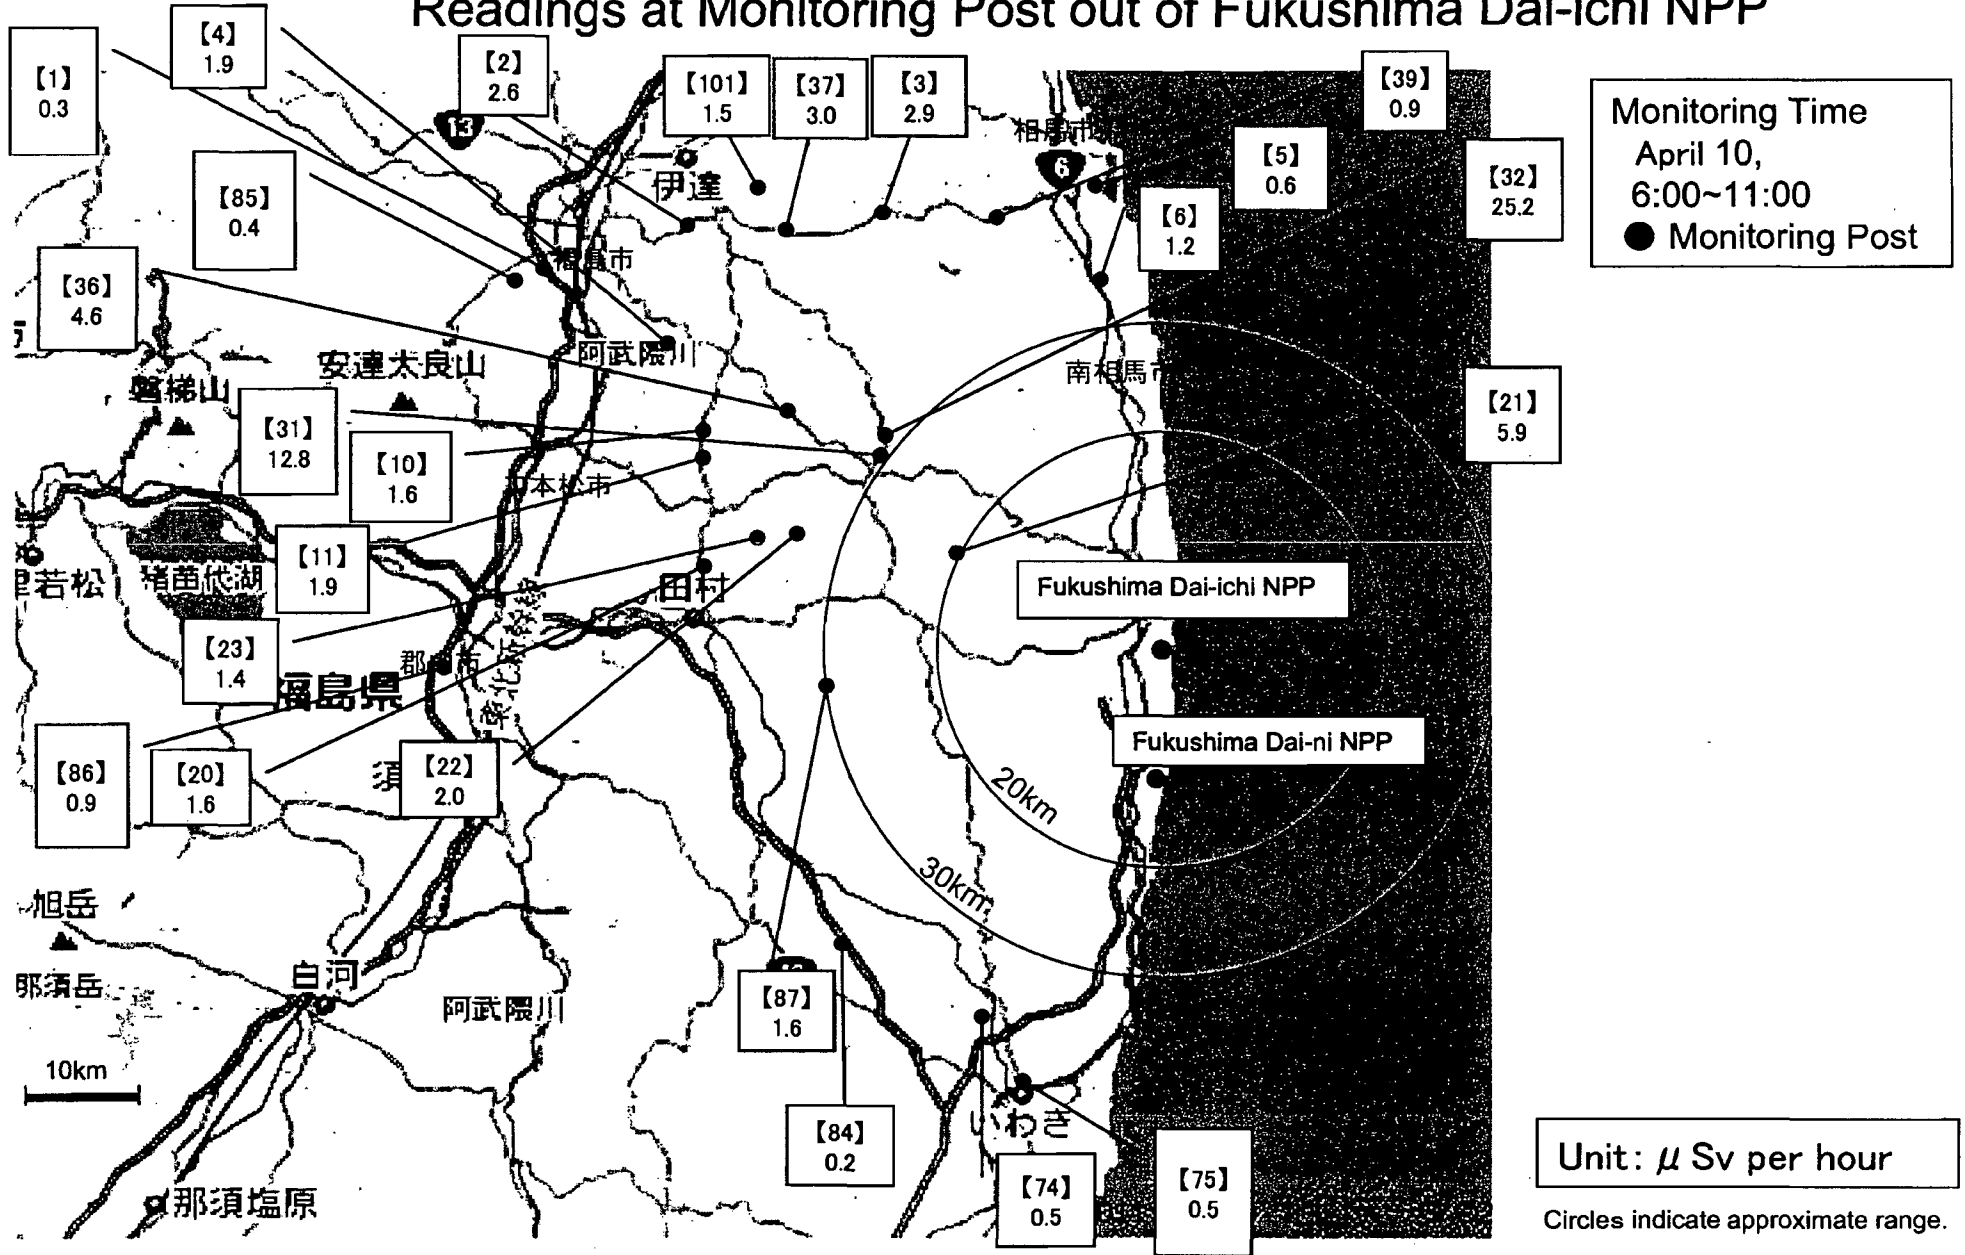 Readings at Monitoring Post out of Fukushima Dai-ichi NPP
【1】
0.3
【4】
1.9
【2】
2.6
【101】
1.5
【37】
3.0
【3】
2.9
【39】
0.9
Monitoring Time
April 10,
6:00~11:00
● Monitoring Post
13
相馬市
6
【5】
0.6
【32】
25.2
伊達
【85】
0.4
【6】
1.2
福島市
【36】
4.6
阿武隈川
安達太良山
磐梯山
南相馬市
【31】
12.8
【10】
1.6
【21】
5.9
本松市
【11】
1.9
若松
猪苗代湖
田村
Fukushima Dai-ichi NPP
【23】
1.4
福島県
郡山市
Fukushima Dai-ni NPP
【86】
0.9
【20】
1.6
須
【22】
2.0
20km
30km
旭岳
那須岳
白河
阿武隈川
【87】
1.6
10km
【84】
0.2
いわき
【74】
0.5
【75】
0.5
那須塩原
Unit: μ Sv per hour
Circles indicate approximate range.